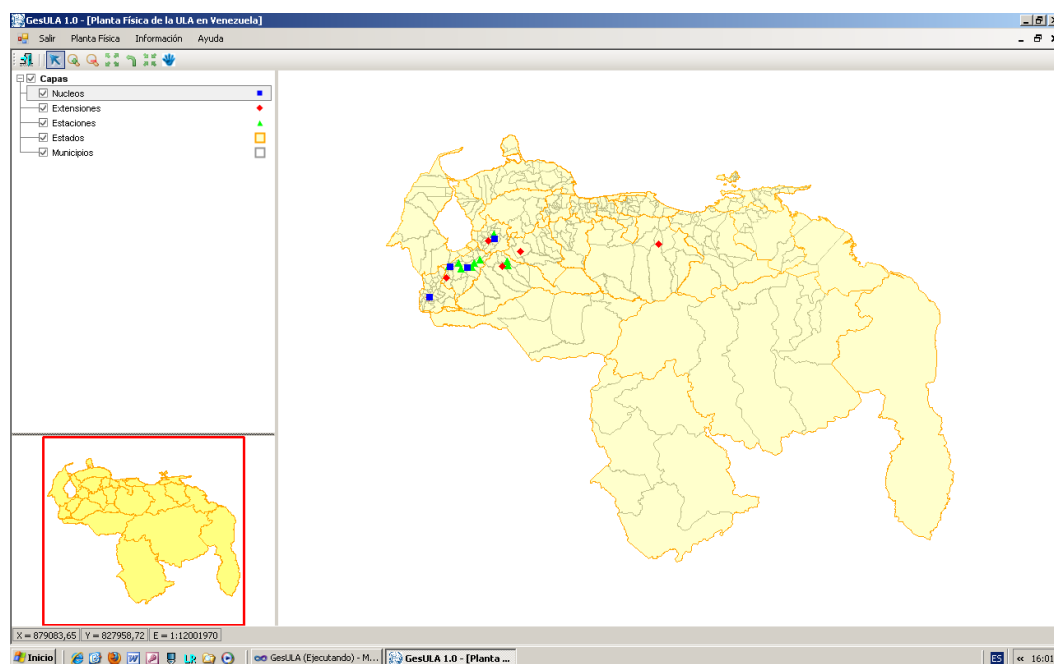 GesULA 1.0 - [Planta Física de la ULA en Venezuela]
Salir Planta Física Información Ayuda
Capas
Nucleos
Extensiones
Estaciones
Estados
Municipios
X = 879083,65 Y = 827958,72 E = 1:12001970
Inicio GesULA (Ejecutando) - M... GesULA 1.0 - [Planta ... ES « 16:01